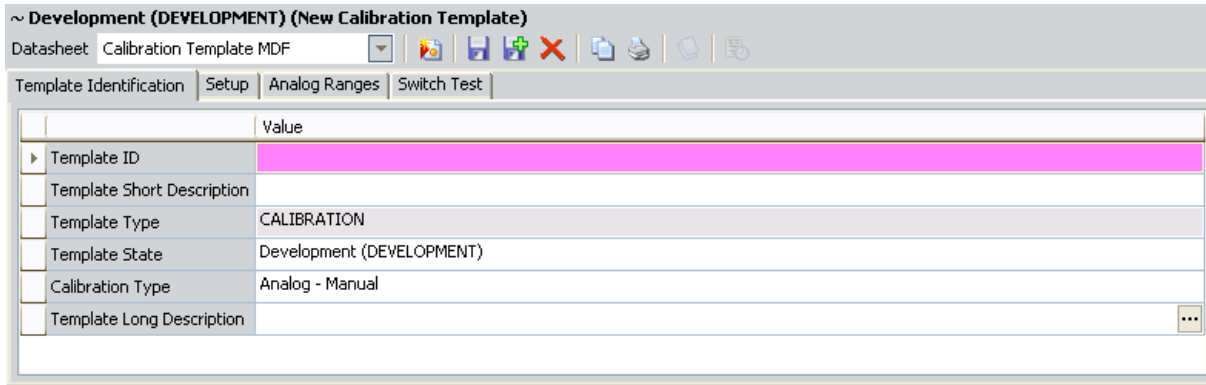 ~ Development (DEVELOPMENT) (New Calibration Template)
Datasheet Calibration Template MDF
Template Identification Setup Analog Ranges Switch Test
Value
Template ID
Template Short Description
Template Type CALIBRATION
Template State Development (DEVELOPMENT)
Calibration Type Analog - Manual
Template Long Description ...